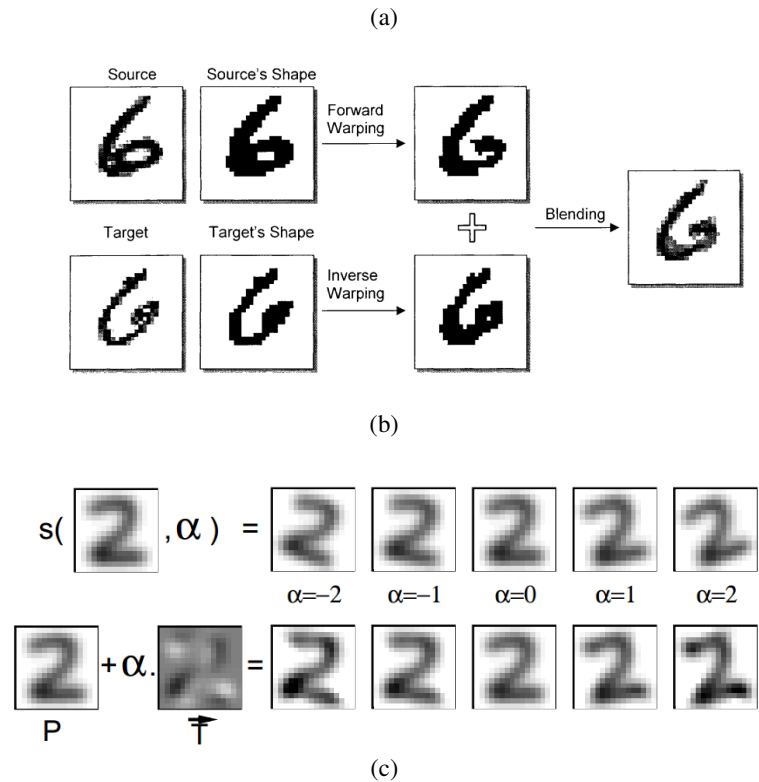 (a)
Source Source's Shape
Forward
Warping
Blending
Target Target's Shape
Inverse
Warping
(b)
s( , α ) =
α=−2 α=−1 α=0 α=1 α=2
+ α. =
P T
(c)